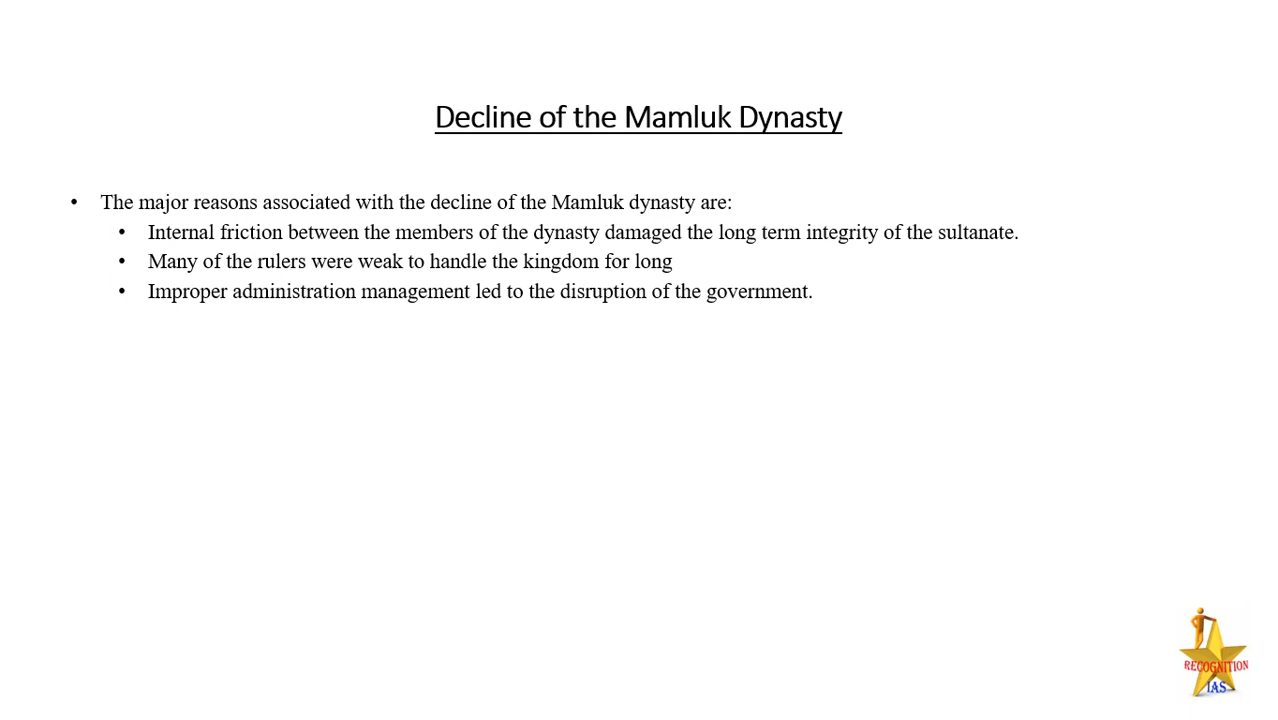 Decline of the Mamluk Dynasty
• The major reasons associated with the decline of the Mamluk dynasty are:
• Internal friction between the members of the dynasty damaged the long term integrity of the sultanate.
• Many of the rulers were weak to handle the kingdom for long
• Improper administration management led to the disruption of the government.
RECOGNITION
IAS